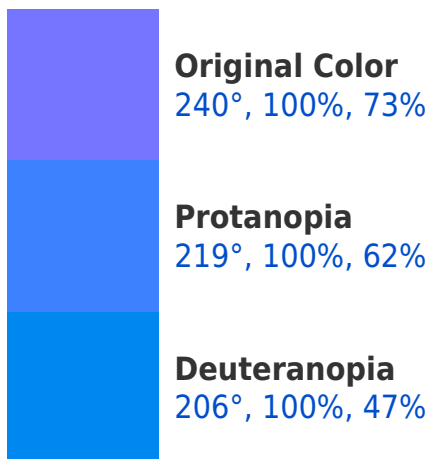 Original Color
240°, 100%, 73%
Protanopia
219°, 100%, 62%
Deuteranopia
206°, 100%, 47%